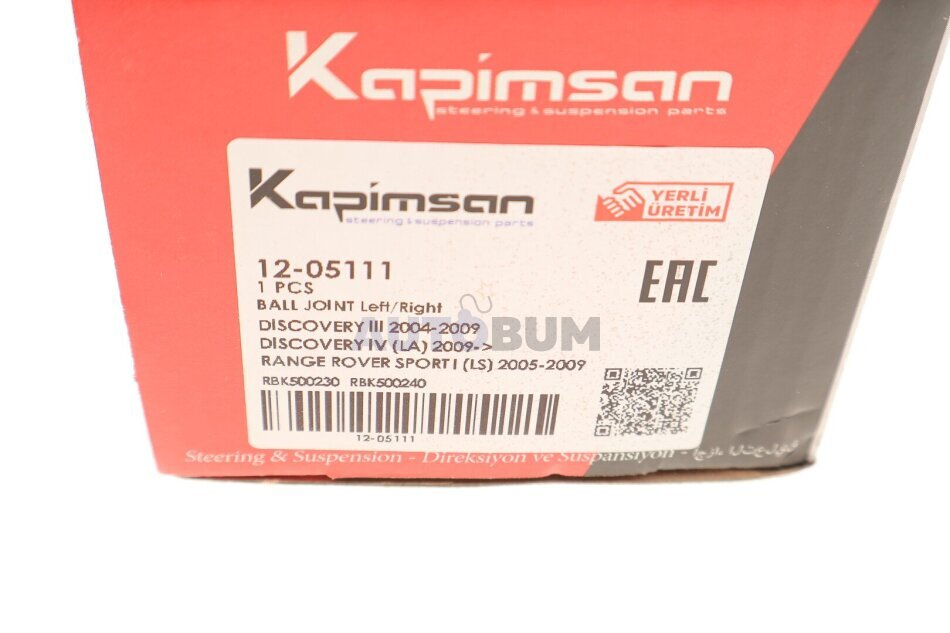 Kapimsan
steering & suspension parts
Kapimsan
steering & suspension parts
YERLİ
ÜRETİM
12-05111
1 PCS
BALL JOINT Left/Right
EAC
AUTOBUM
DISCOVERY III 2004-2009
DISCOVERY IV (LA) 2009->
RANGE ROVER SPORT I (LS) 2005-2009
RBK500230 RBK500240
12-05111
Steering & Suspension - Direksiyon ve Suspansiyon -